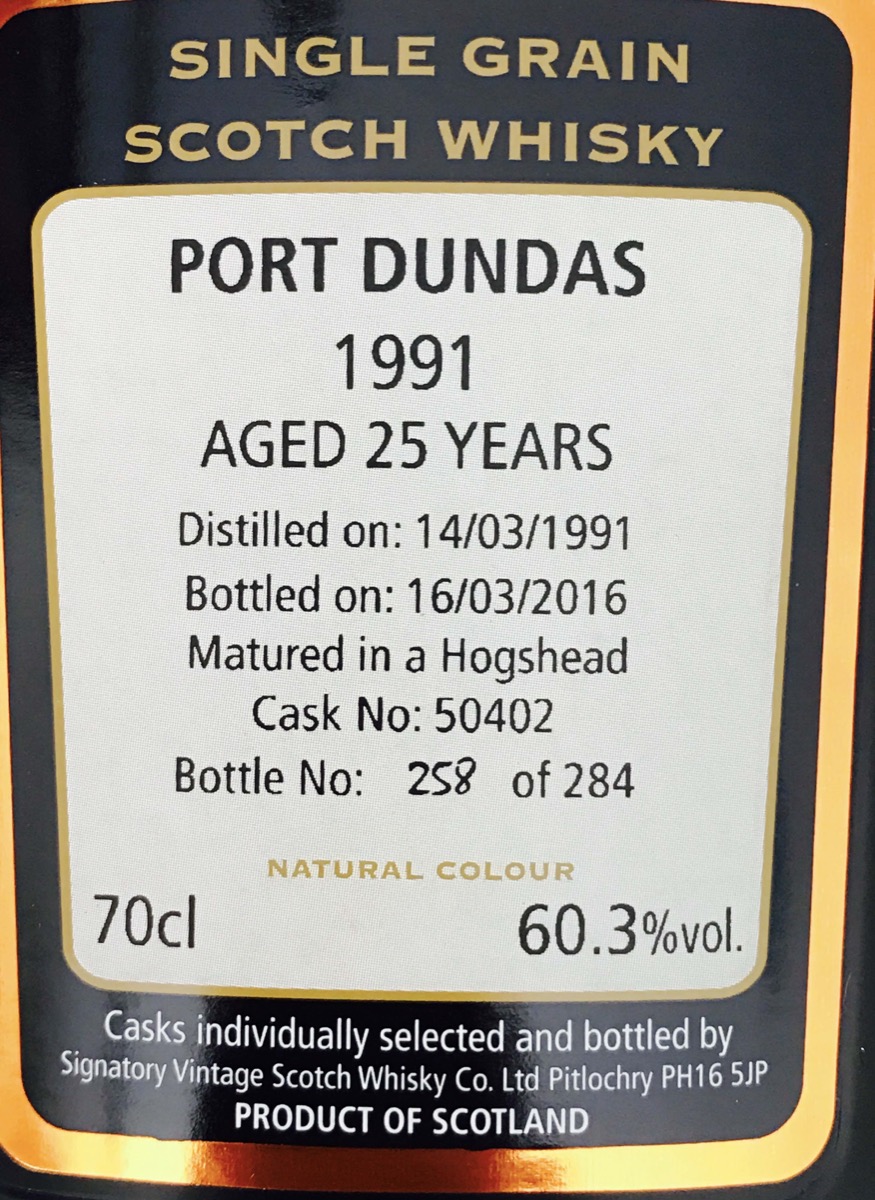 SINGLE GRAIN
SCOTCH WHISKY
PORT DUNDAS
1991
AGED 25 YEARS
Distilled on: 14/03/1991
Bottled on: 16/03/2016
Matured in a Hogshead
Cask No: 50402
Bottle No: 258 of 284
NATURAL COLOUR
70cl 60.3%vol.
Casks individually selected and bottled by
Signatory Vintage Scotch Whisky Co. Ltd Pitlochry PH16 5JP
PRODUCT OF SCOTLAND